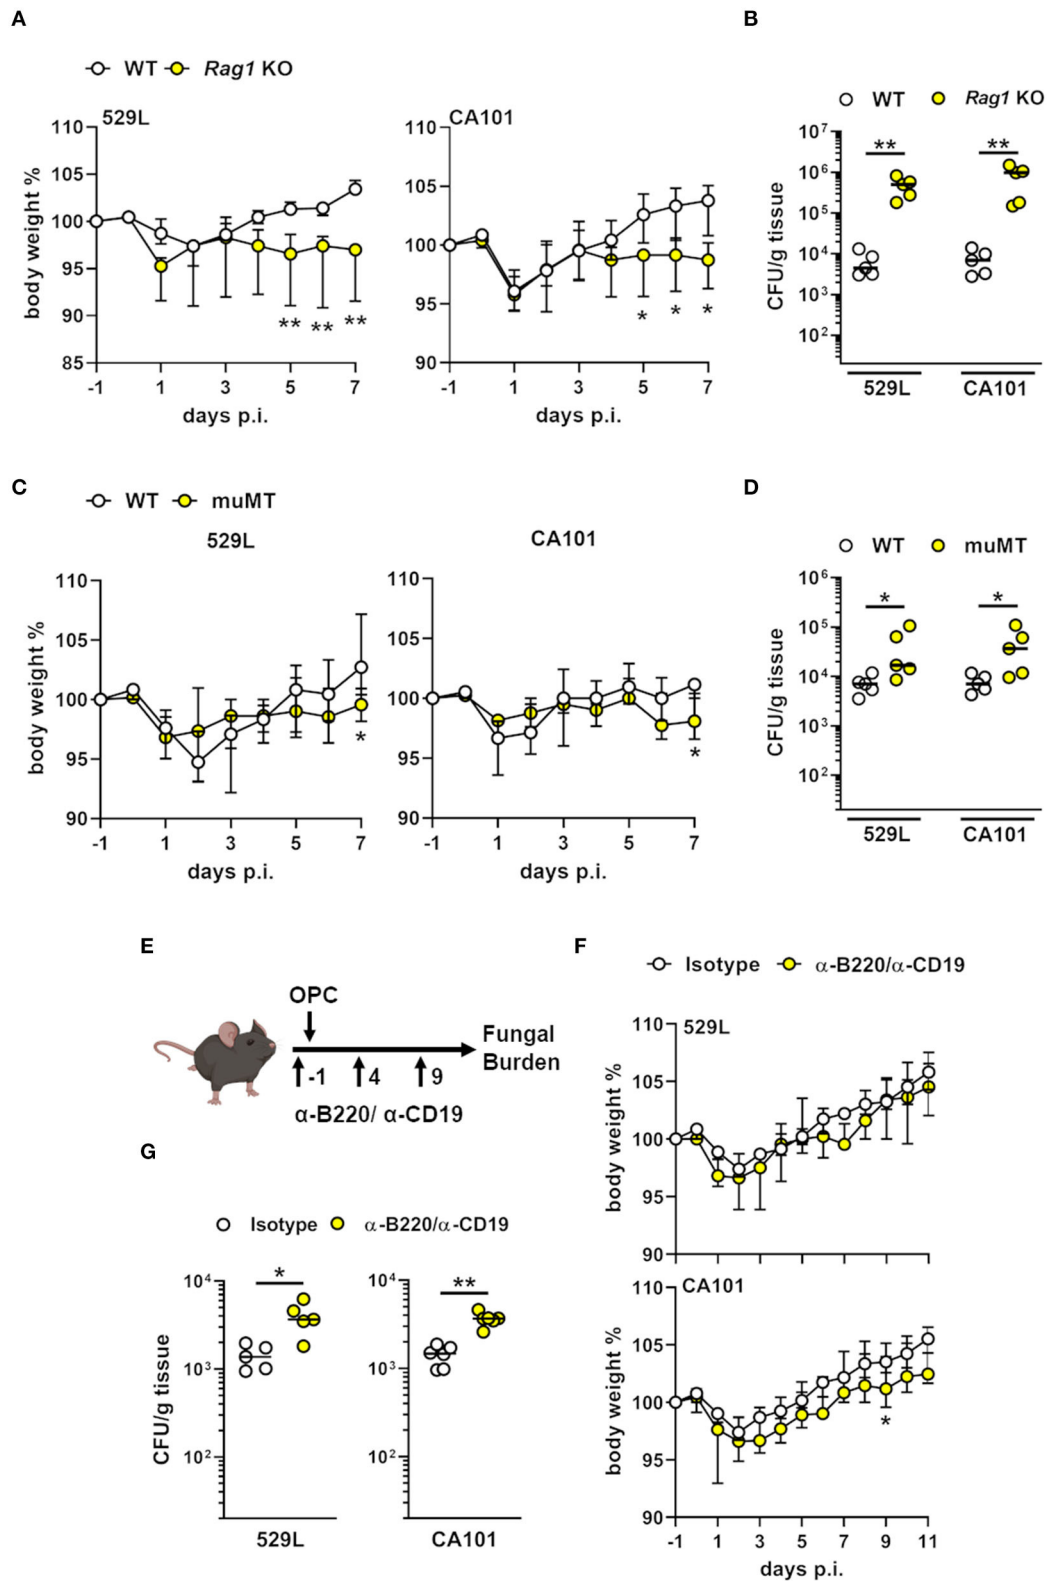 A
WT Rag1 KO
529L
body weight %
110
105
100
95
90
85
-1 1 3 5 7
days p.i.
** ** **
CA101
110
105
100
95
90
-1 1 3 5 7
days p.i.
* * *
B
WT Rag1 KO
CFU/g tissue
10⁷
10⁶
10⁵
10⁴
10³
10²
** **
529L CA101
C
WT muMT
529L
body weight %
110
105
100
95
90
-1 1 3 5 7
days p.i.
*
CA101
110
105
100
95
90
-1 1 3 5 7
days p.i.
*
D
WT muMT
CFU/g tissue
10⁶
10⁵
10⁴
10³
10²
* *
529L CA101
E
OPC
Fungal
Burden
-1 4 9
α-B220/ α-CD19
F
Isotype α-B220/α-CD19
529L
body weight %
110
105
100
95
90
CA101
body weight %
110
105
100
95
90
*
-1 1 3 5 7 9 11
days p.i.
G
Isotype α-B220/α-CD19
CFU/g tissue
10⁴
10³
10²
*
529L
10⁴
10³
10²
**
CA101